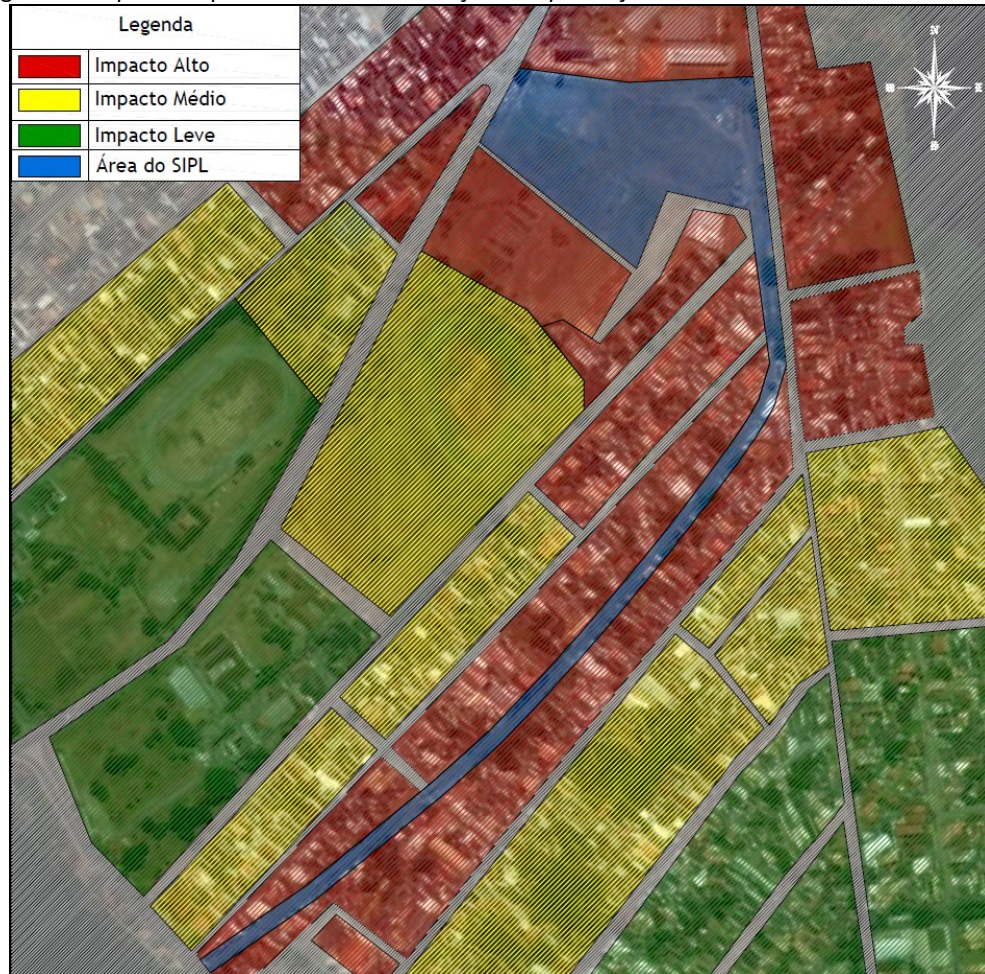 Legenda
Impacto Alto
Impacto Médio
Impacto Leve
Área do SIPL
N